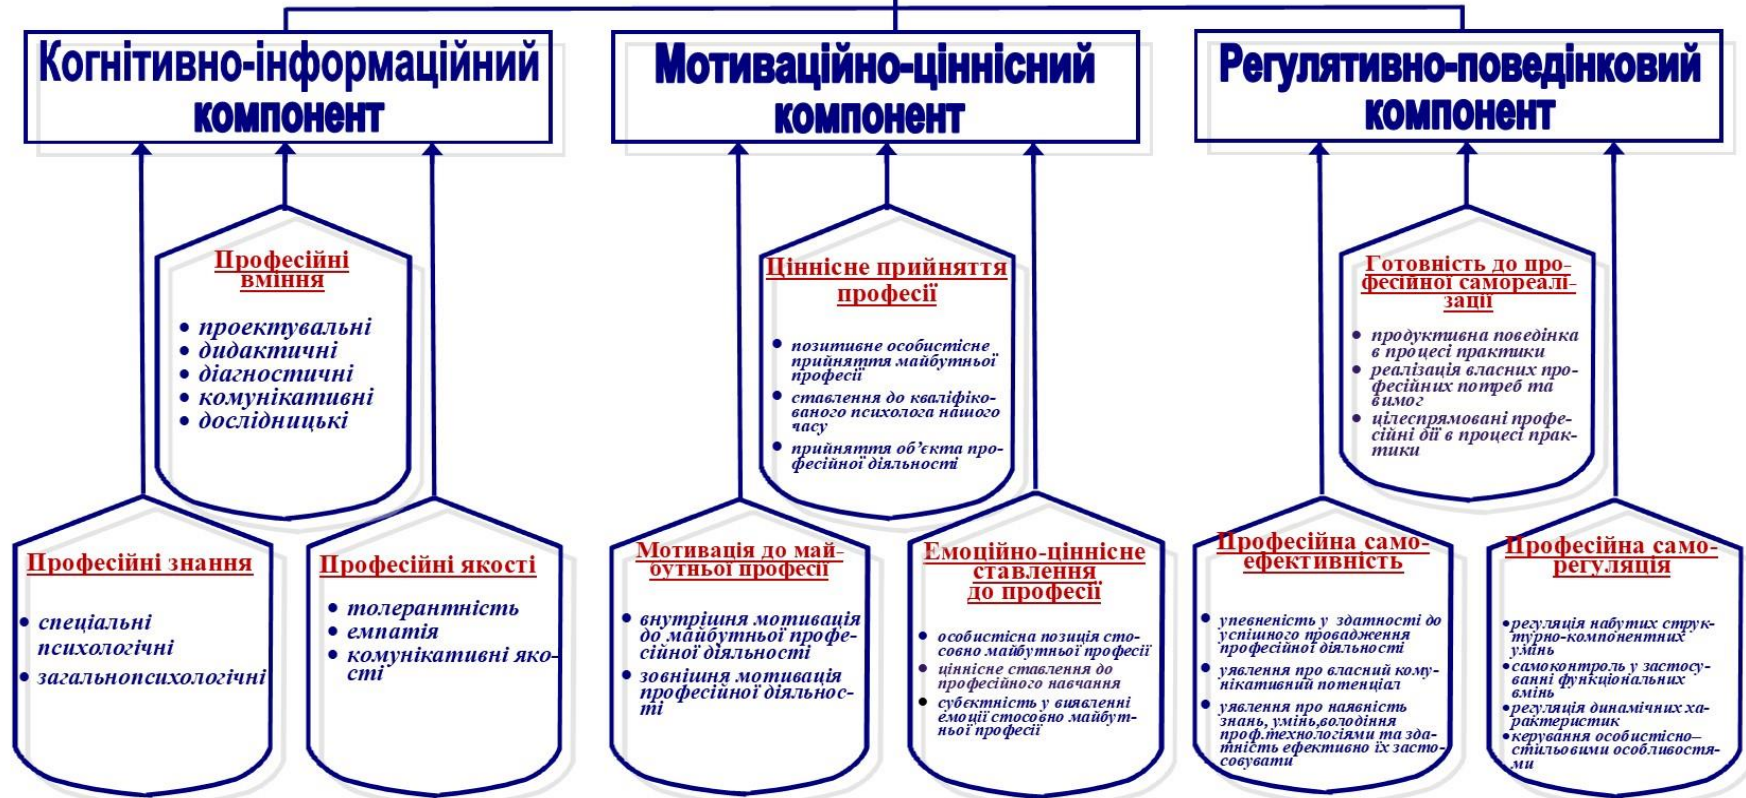 Когнітивно-інформаційний
компонент
Мотиваційно-ціннісний
компонент
Регулятивно-поведінковий
компонент
Професійні
вміння
• проектувальні
• дидактичні
• діагностичні
• комунікативні
• дослідницькі
Ціннісне прийняття
професії
• позитивне особистісне
прийняття майбутньої
професії
• ставлення до кваліфіко-
ваного психолога нашого
часу
• прийняття об’єкта про-
фесійної діяльності
Готовність до про-
фесійної самореалі-
зації
• продуктивна поведінка
в процесі практики
• реалізація власних про-
фесійних потреб та
вимог
• цілеспрямовані профе-
сійні дії в процесі прак-
тики
Професійні знання
• спеціальні
психологічні
• загальнопсихологічні
Професійні якості
• толерантність
• емпатія
• комунікативні яко-
сті
Мотивація до май-
бутньої професії
• внутрішня мотивація
до майбутньої профе-
сійної діяльності
• зовнішня мотивація
професійної діяльнос-
ті
Емоційно-ціннісне
ставлення
до професії
• особистісна позиція сто-
совно майбутньої професії
• ціннісне ставлення до
професійного навчання
• субєктність у виявленні
емоції стосовно майбут-
ньої професії
Професійна само-
ефективність
• упевненість у здатності до
успішного провадження
професійної діяльності
• уявлення про власний кому-
нікативний потенціал
• уявлення про наявність
знань, умінь,володіння
проф.технологіями та зда-
тність ефективно їх засто-
совувати
Професійна само-
регуляція
•регуляція набутих струк-
турно-компонентних
умінь
•самоконтроль у застосу-
ванні функціональних
вмінь
•регуляція динамічних ха-
рактеристик
•керування особистісно–
стильовими особливостя-
ми